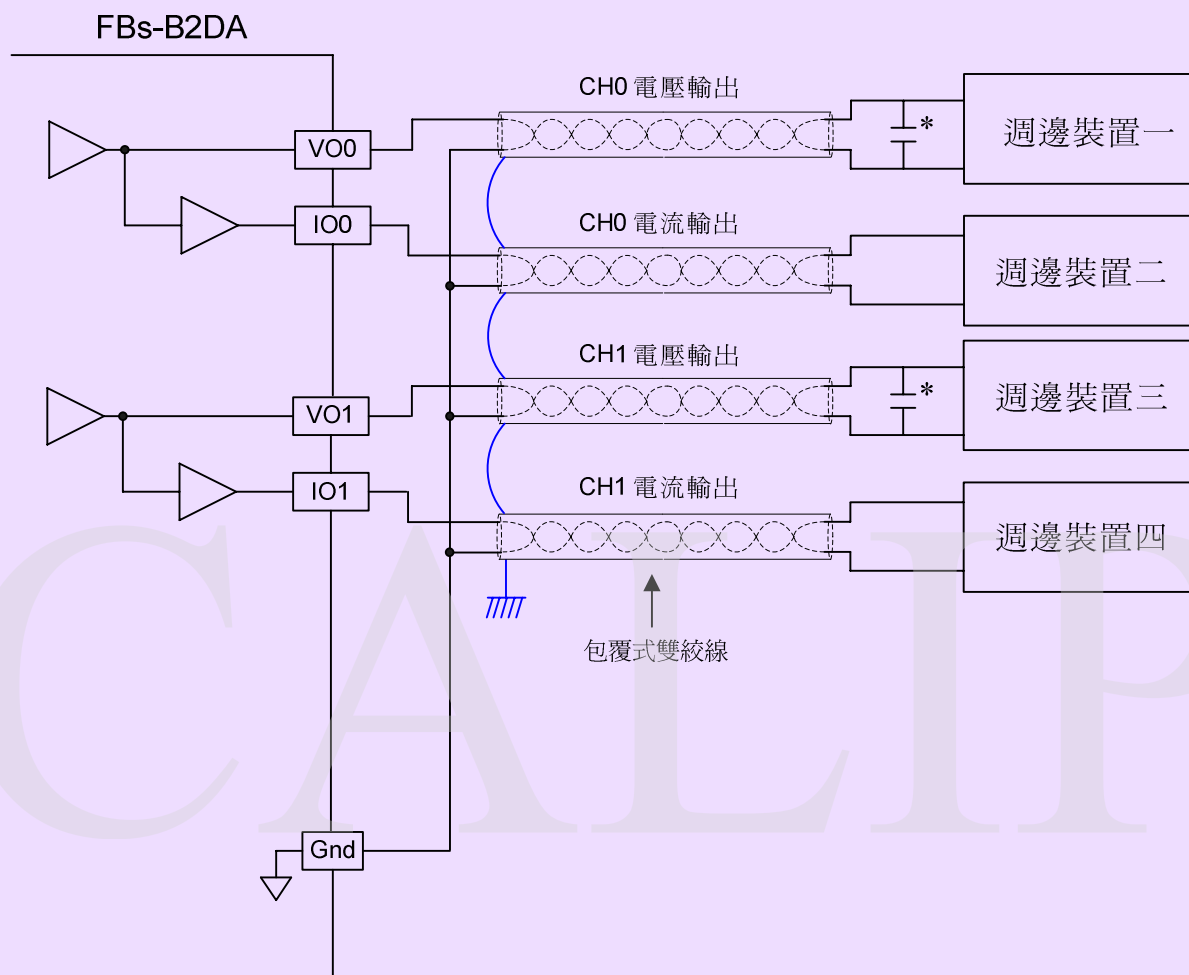 FBs-B2DA
CH0 電壓輸出
VO0
*
週邊裝置一
CH0 電流輸出
IO0
週邊裝置二
CH1 電壓輸出
VO1
*
週邊裝置三
CH1 電流輸出
IO1
週邊裝置四
包覆式雙絞線
CALIP
Gnd